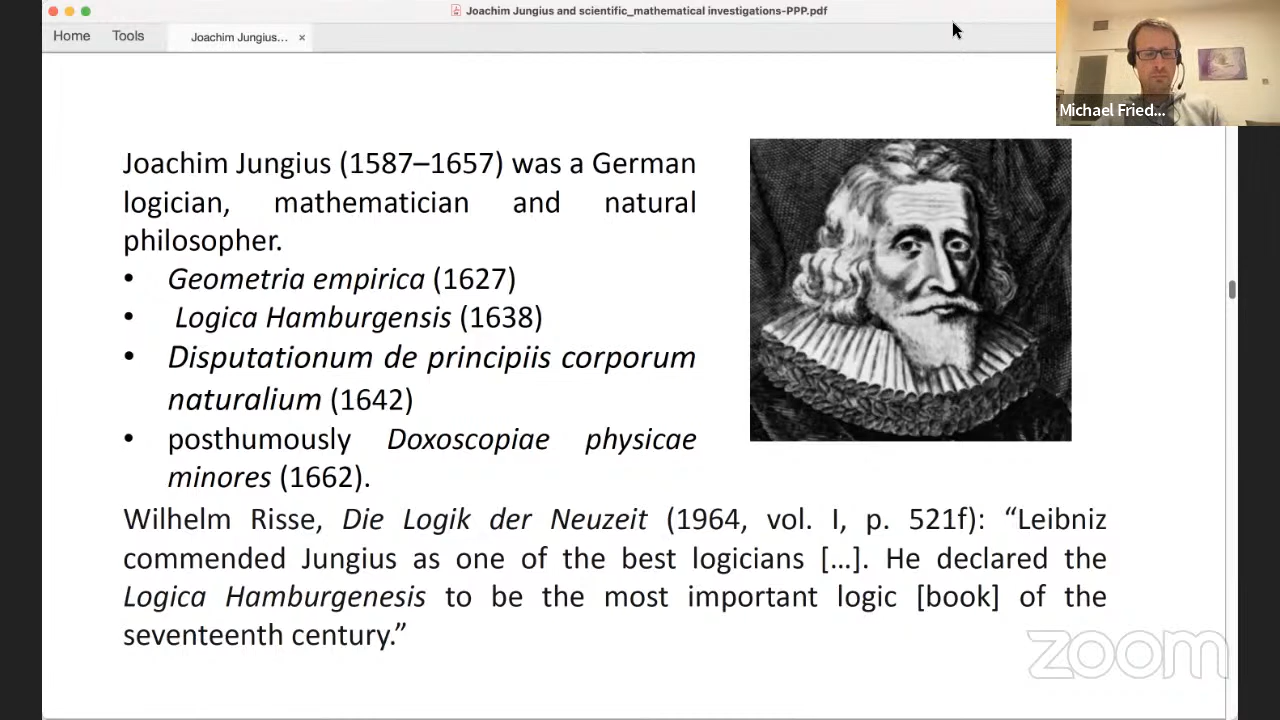 Joachim Jungius and scientific_mathematical investigations-PPP.pdf
Home Tools Joachim Jungius... ×
Michael Fried...
Joachim Jungius (1587–1657) was a German
logician, mathematician and natural
philosopher.
• Geometria empirica (1627)
• Logica Hamburgensis (1638)
• Disputationum de principiis corporum
naturalium (1642)
• posthumously Doxoscopiae physicae
minores (1662).
Wilhelm Risse, Die Logik der Neuzeit (1964, vol. I, p. 521f): “Leibniz
commended Jungius as one of the best logicians […]. He declared the
Logica Hamburgenesis to be the most important logic [book] of the
seventeenth century.”
zoom